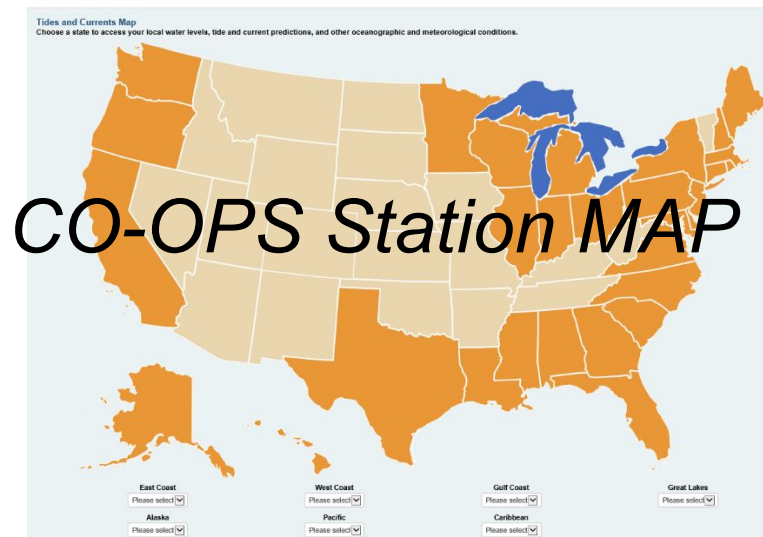 Tides and Currents Map
Choose a state to access your local water levels, tide and current predictions, and other oceanographic and meteorological conditions.
CO-OPS Station MAP
East Coast West Coast Gulf Coast Great Lakes
Please select Please select Please select Please select
Alaska Pacific Caribbean
Please select Please select Please select